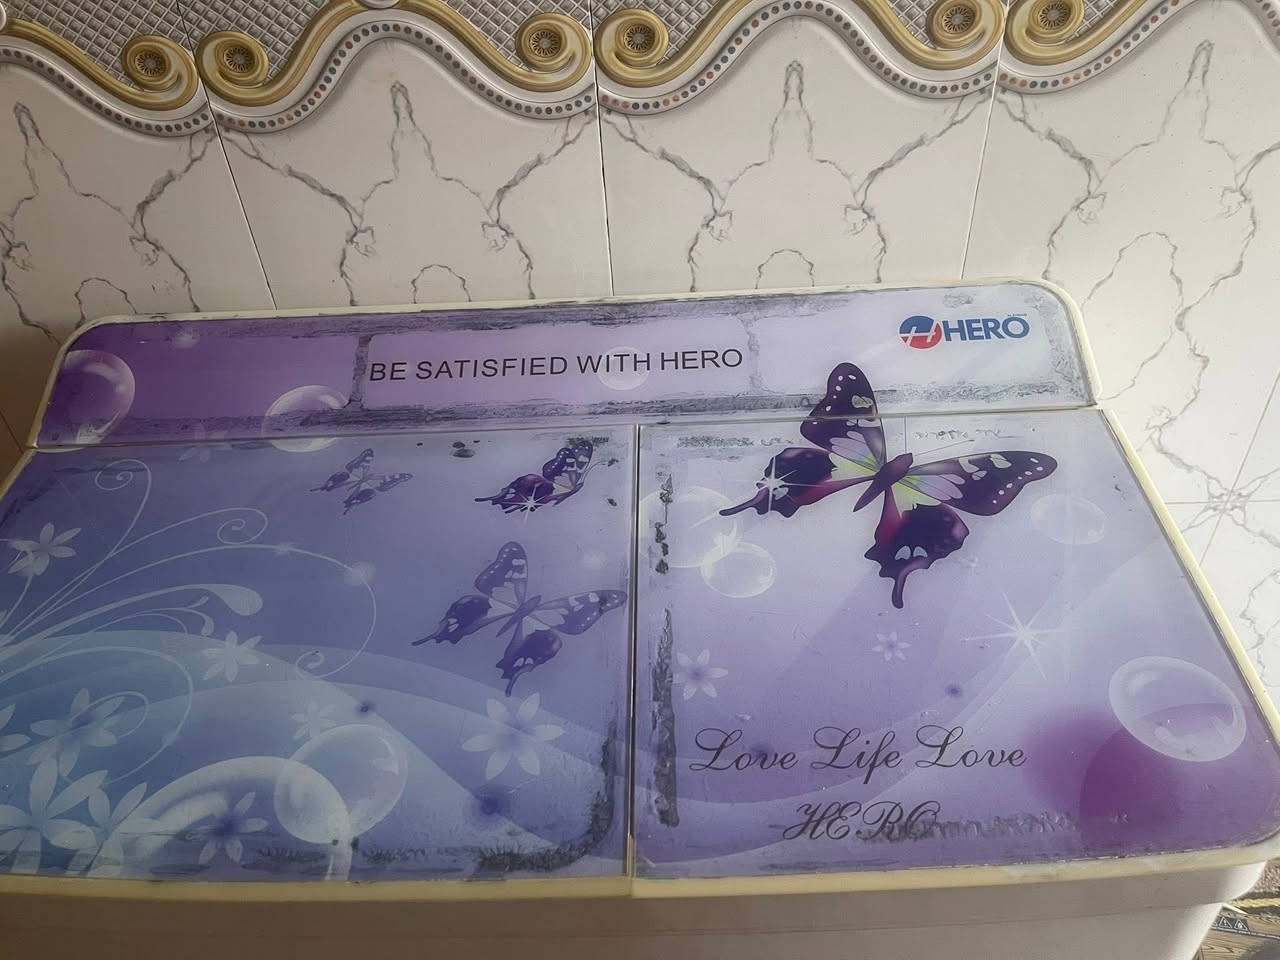 BE SATISFIED WITH HERO
HERO
Love Life Love
HERO